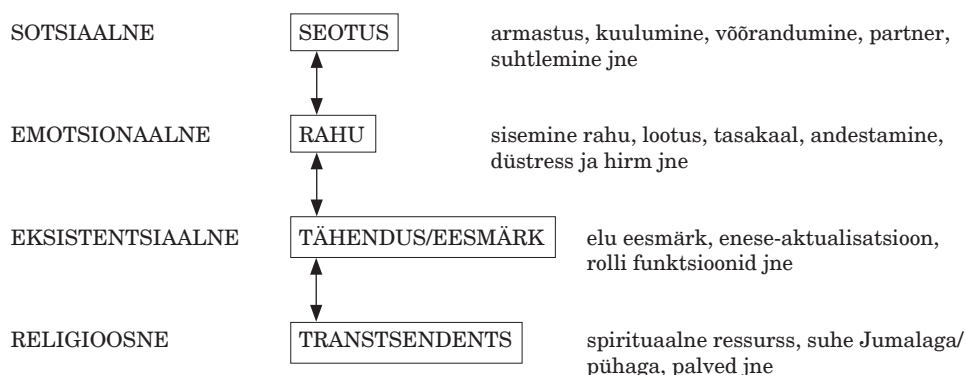 SOTSIAALNE SEOTUS armastus, kuulumine, võõrandumine, partner,
suhtlemine jne
EMOTSIONAALNE RAHU sisemine rahu, lootus, tasakaal, andestamine,
düstress ja hirm jne
EKSISTENTSIAALNE TÄHENDUS/EESMÄRK elu eesmärk, enese-aktualisatsioon,
rolli funktsioonid jne
RELIGIOOSNE TRANSTSENDENTS spirituaalne ressurss, suhe Jumalaga/
pühaga, palved jne